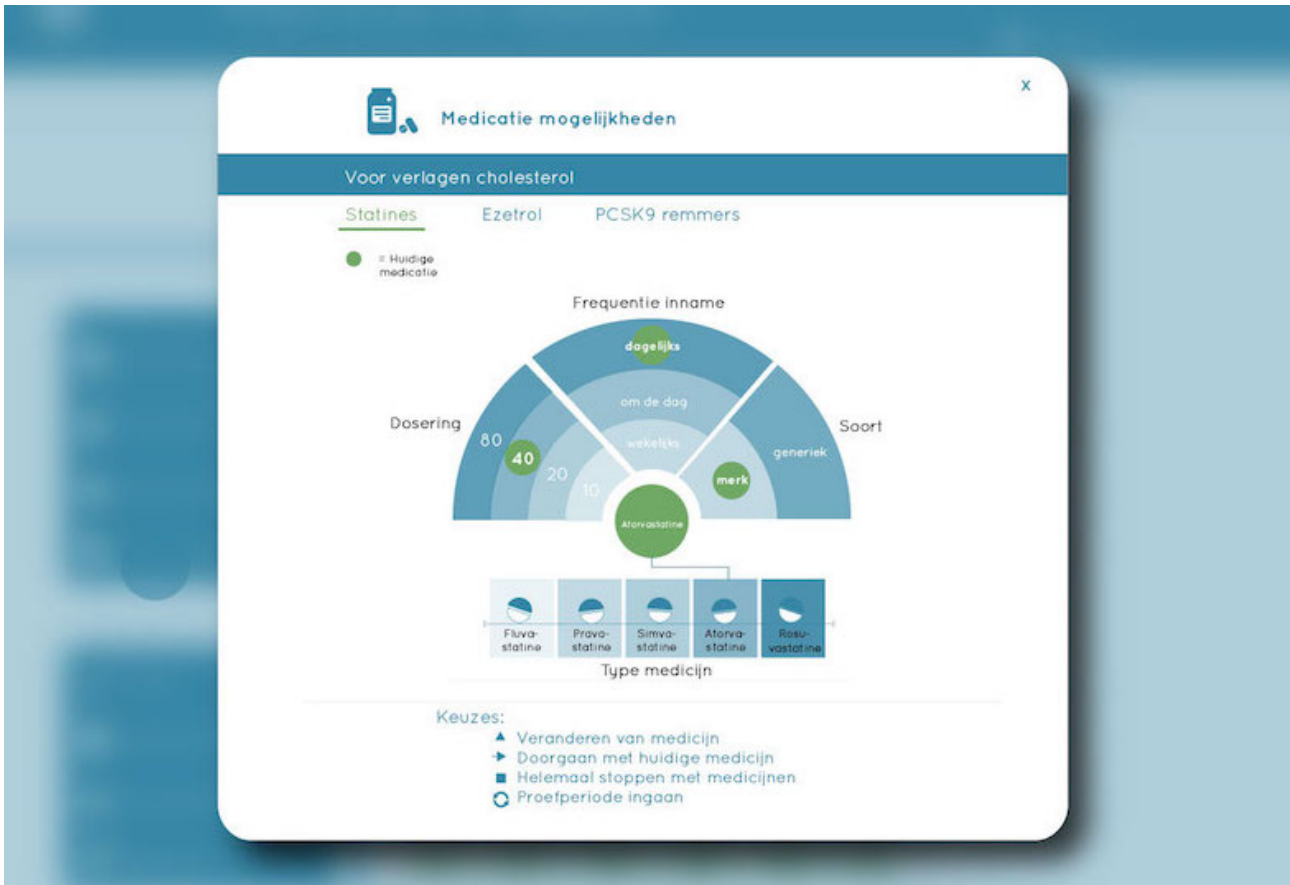 x
Medicatie mogelijkheden
Voor verlagen cholesterol
Statines Ezetrol PCSK9 remmers
= Huidige
medicatie
Frequentie inname
dagelijks
om de dag
wekelijks
Dosering
80
40
20
10
Soort
generiek
merk
Atorvastatine
Fluva-
statine
Prava-
statine
Simva-
statine
Atorva-
statine
Rosu-
vastatine
Type medicijn
Keuzes:
Veranderen van medicijn
Doorgaan met huidige medicijn
Helemaal stoppen met medicijnen
Proefperiode ingaan